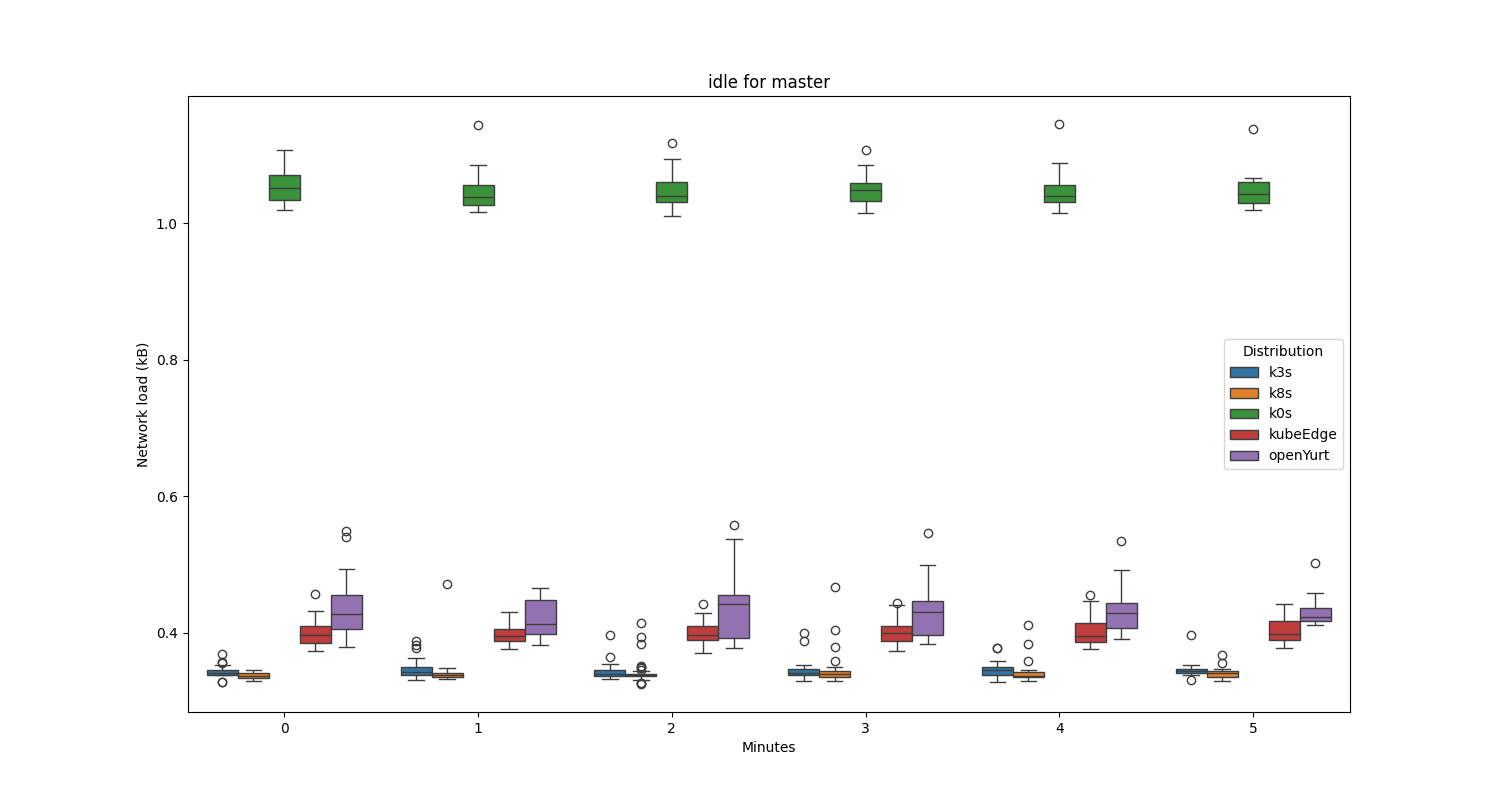 idle for master
Network load (kB)
1.0
0.8
0.6
0.4
Distribution
k3s
k8s
k0s
kubeEdge
openYurt
0 1 2 3 4 5
Minutes